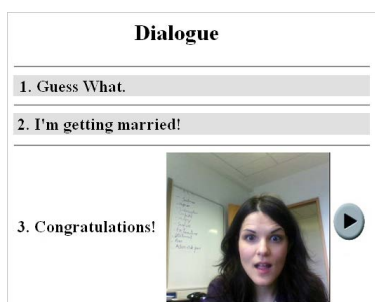 Dialogue
1. Guess What.
2. I'm getting married!
3. Congratulations!